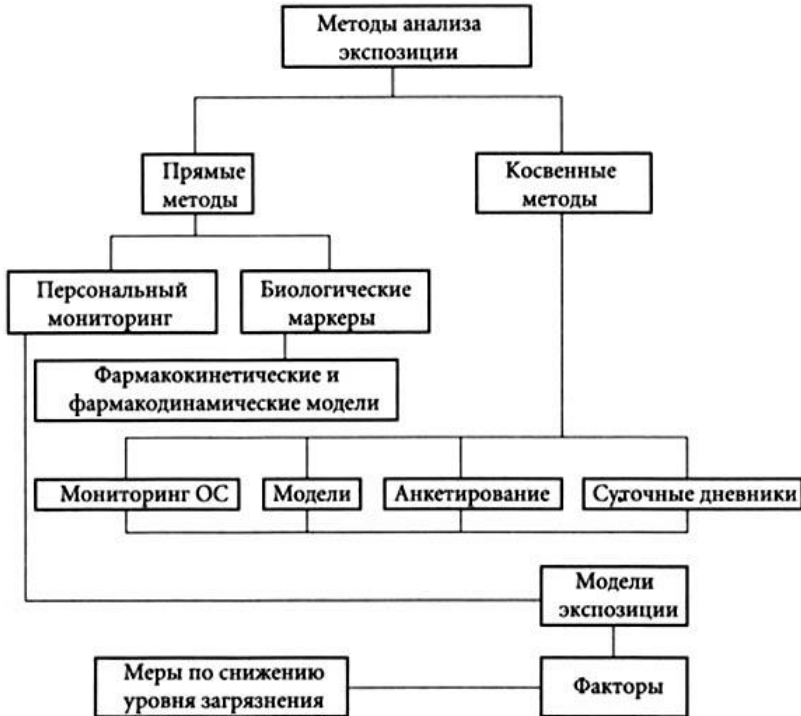 Методы анализа
экспозиции
Прямые
методы
Косвенные
методы
Персональный
мониторинг
Биологические
маркеры
Фармакокинетические и
фармакодинамические модели
Мониторинг ОС
Модели
Анкетирование
Суточные дневники
Модели
экспозиции
Меры по снижению
уровня загрязнения
Факторы